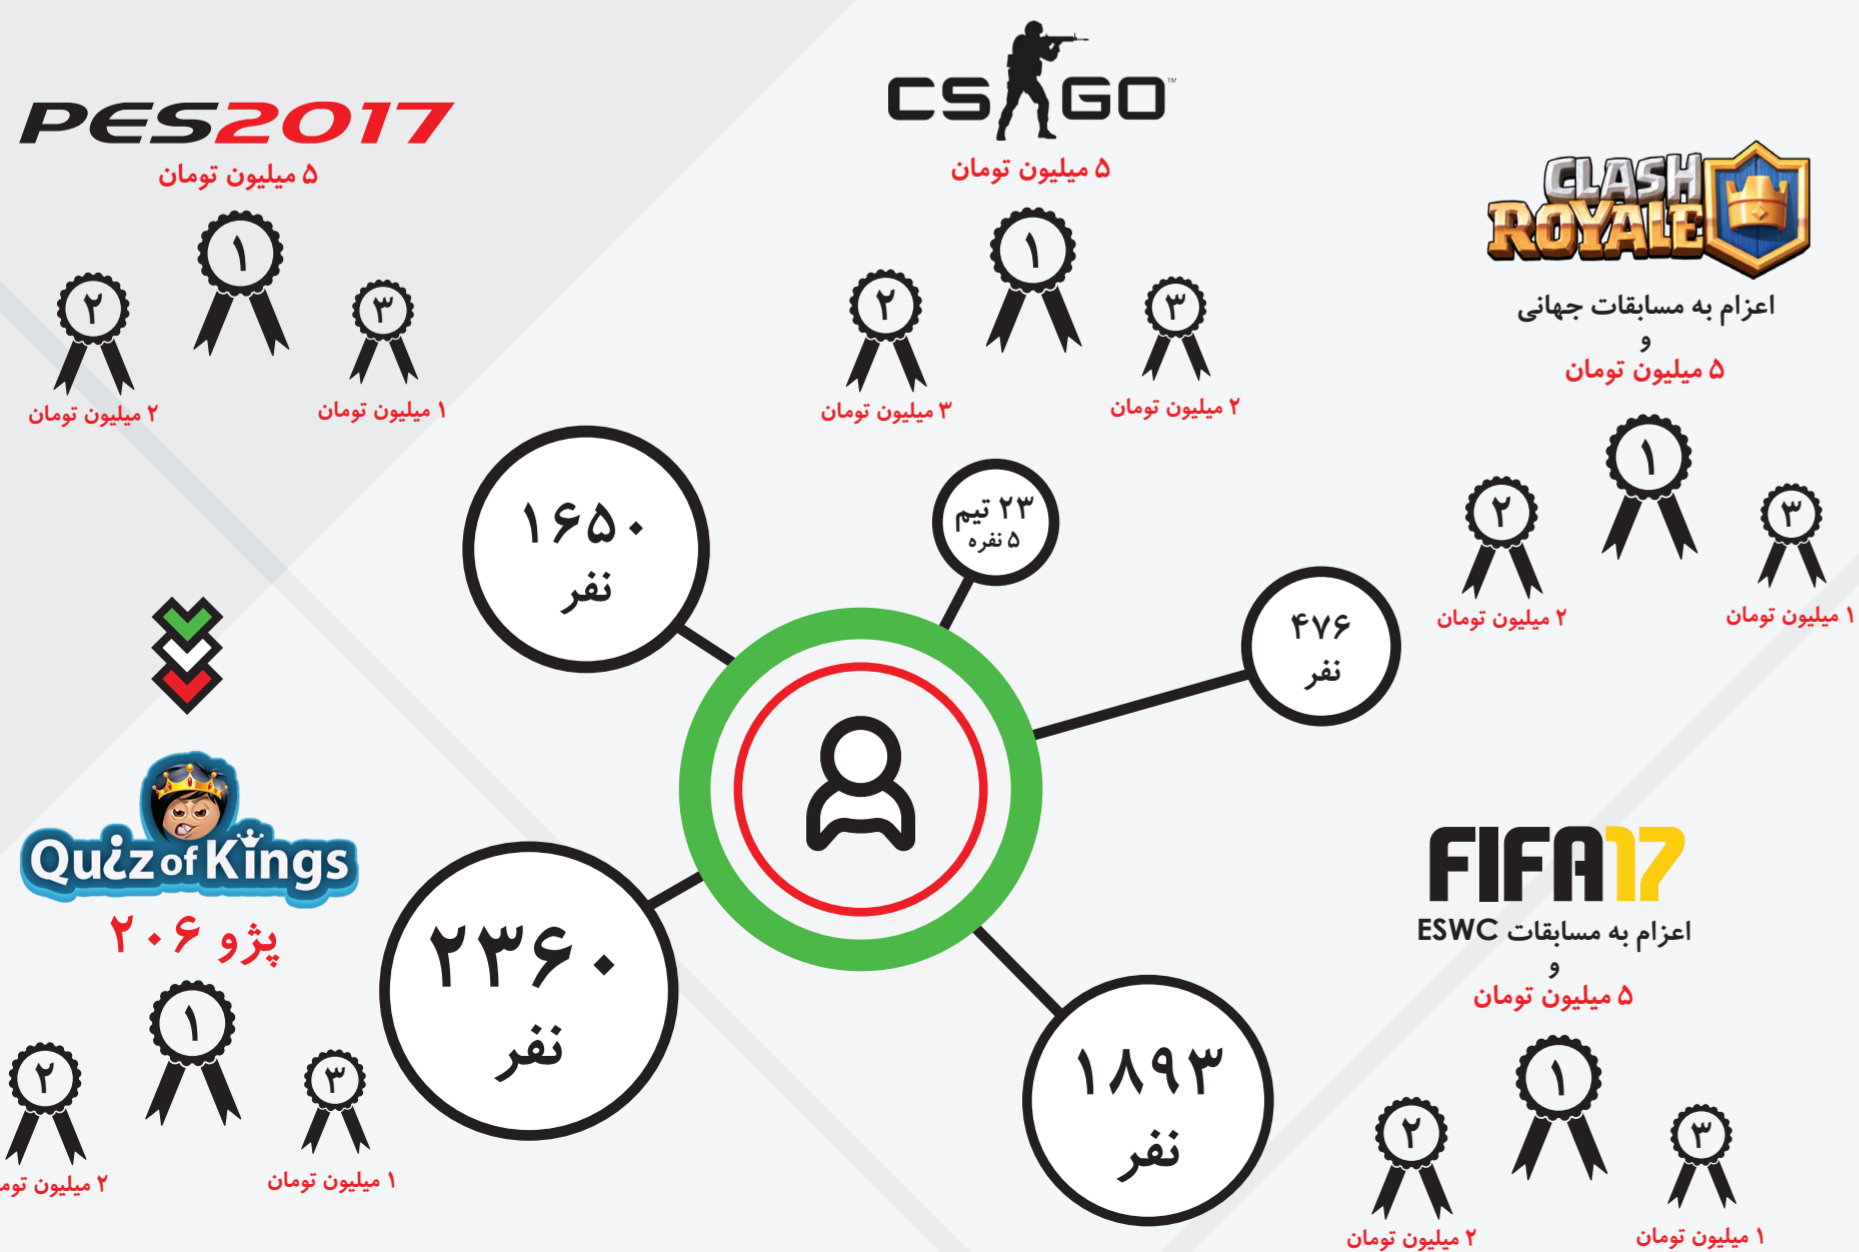 PES2017
۵ میلیون تومان
۱
۲
۳
۲ میلیون تومان
۱ میلیون تومان
CS GO™
۵ میلیون تومان
۱
۲
۳
۳ میلیون تومان
۲ میلیون تومان
CLASH
ROYALE
اعزام به مسابقات جهانی
و
۵ میلیون تومان
۱
۲
۳
۲ میلیون تومان
۱ میلیون تومان
۱۶۵۰
نفر
۲۳ تیم
۵ نفره
۴۷۶
نفر
Quiz of Kings
پژو ۲۰۶
۱
۲
۳
۲ میلیون توما
۱ میلیون تومان
۲۳۶۰
نفر
۱۸۹۳
نفر
FIFA17
اعزام به مسابقات ESWC
و
۵ میلیون تومان
۱
۲
۳
۲ میلیون تومان
۱ میلیون تومان